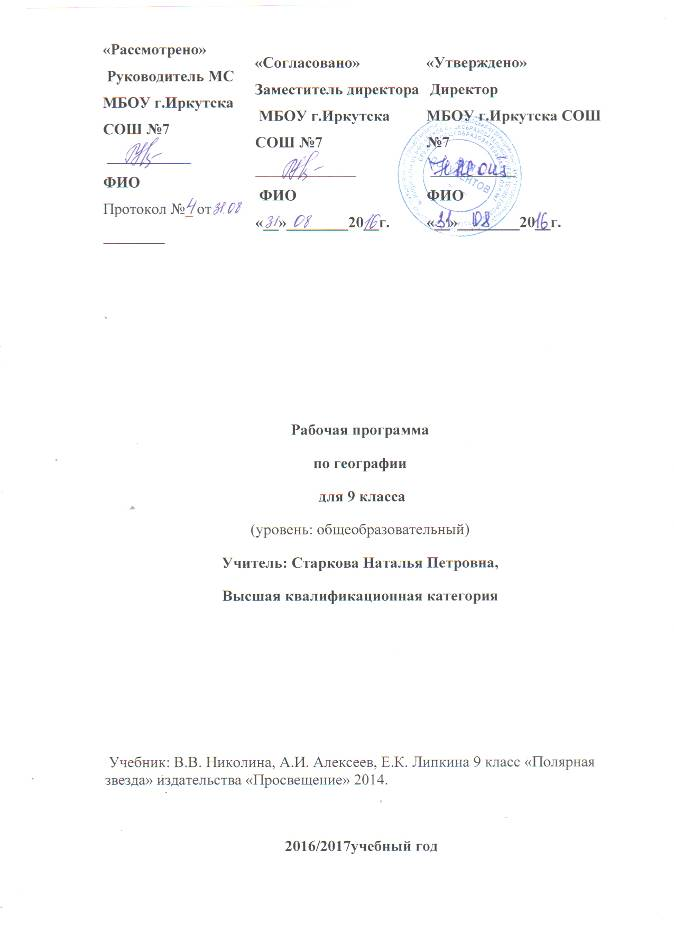 «Рассмотрено»
Руководитель МС
МБОУ г.Иркутска
СОШ №7
ФИО
Протокол №4 от 31 08
«Согласовано»
Заместитель директора
МБОУ г.Иркутска
СОШ №7
ФИО
«31» 08 2016 г.
«Утверждено»
Директор
МБОУ г.Иркутска СОШ
№7
ФИО
«31» 08 2016 г.
Рабочая программа
по географии
для 9 класса
(уровень: общеобразовательный)
Учитель: Старкова Наталья Петровна,
Высшая квалификационная категория
Учебник: В.В. Николина, А.И. Алексеев, Е.К. Липкина 9 класс «Полярная
звезда» издательства «Просвещение» 2014.
2016/2017учебный год